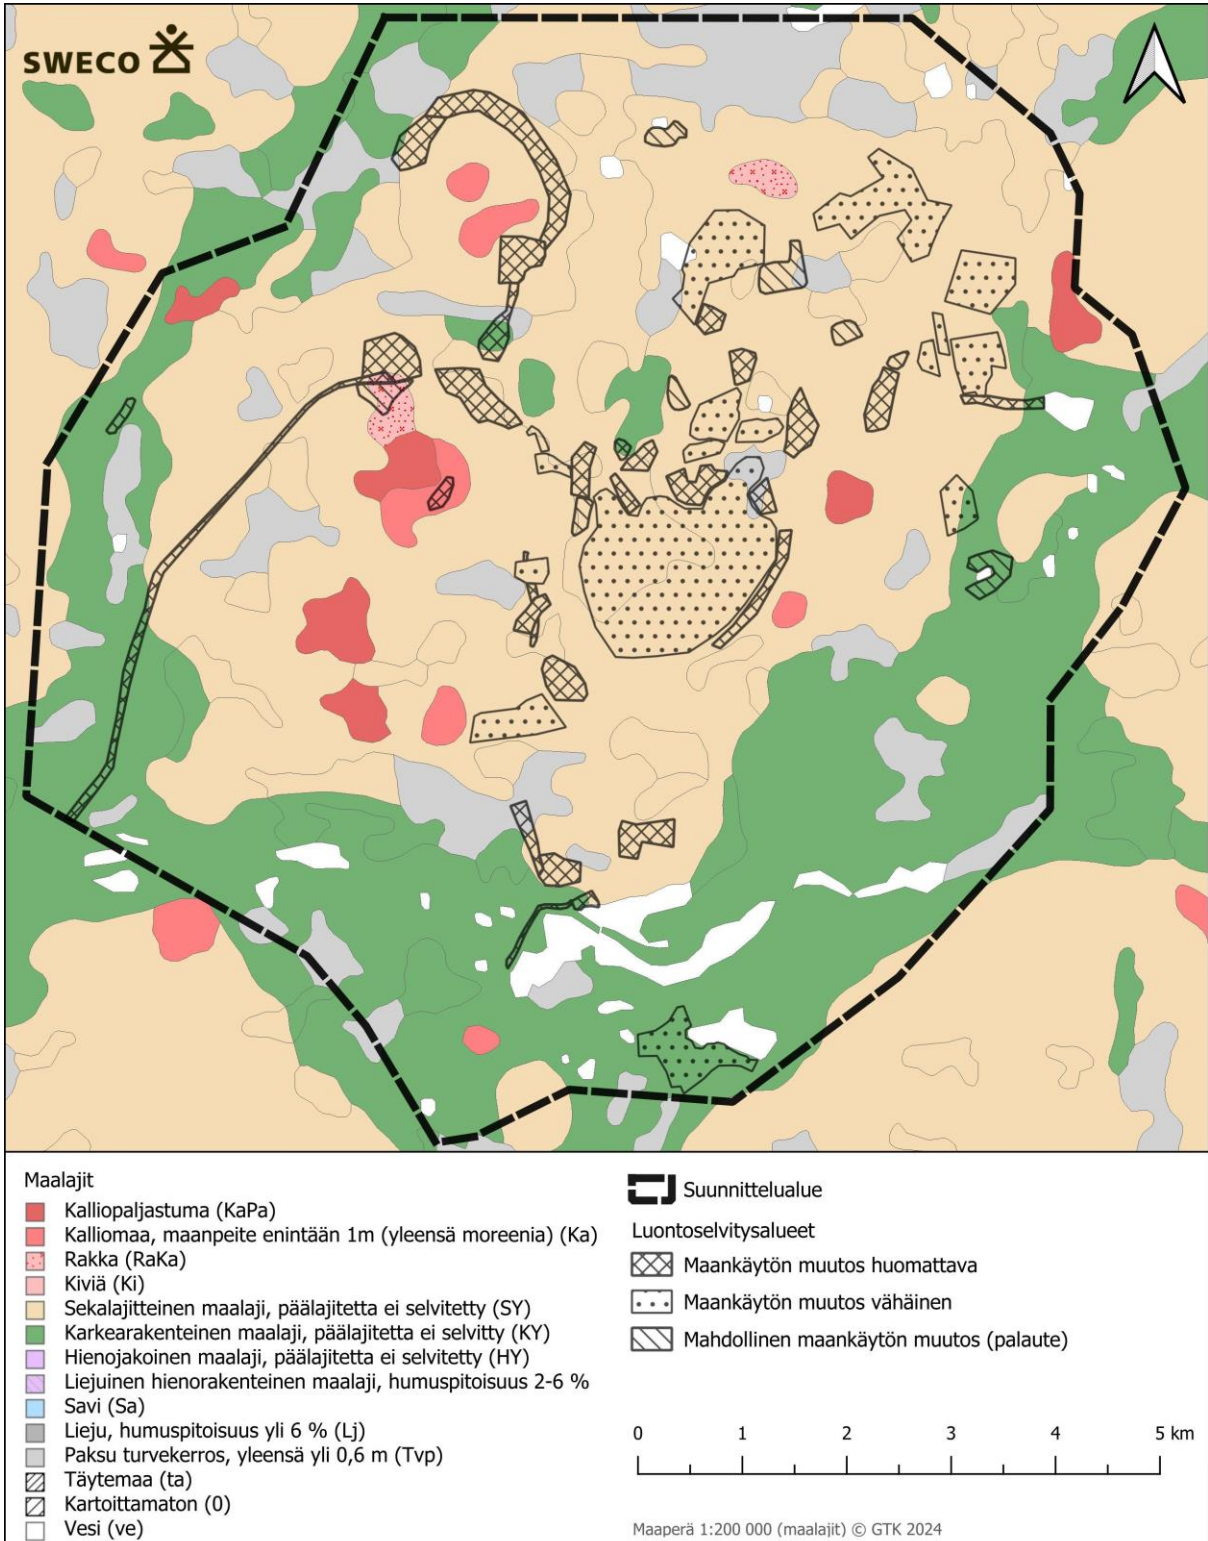 SWECO
Maalajit
Kalliopaljastuma (KaPa)
Kalliomaa, maanpeite enintään 1m (yleensä moreenia) (Ka)
Rakka (RaKa)
Kiviä (Ki)
Sekalajitteinen maalaji, päälajitetta ei selvitetty (SY)
Karkearakenteinen maalaji, päälajitetta ei selvitty (KY)
Hienojakoinen maalaji, päälajitetta ei selvitetty (HY)
Liejuinen hienorakenteinen maalaji, humuspitoisuus 2-6 %
Savi (Sa)
Lieju, humuspitoisuus yli 6 % (Lj)
Paksu turvekerros, yleensä yli 0,6 m (Tvp)
Täytemaa (ta)
Kartoittamaton (0)
Vesi (ve)
Suunnittelualue
Luontoselvitysalueet
Maankäytön muutos huomattava
Maankäytön muutos vähäinen
Mahdollinen maankäytön muutos (palaute)
0 1 2 3 4 5 km
Maaperä 1:200 000 (maalajit) © GTK 2024